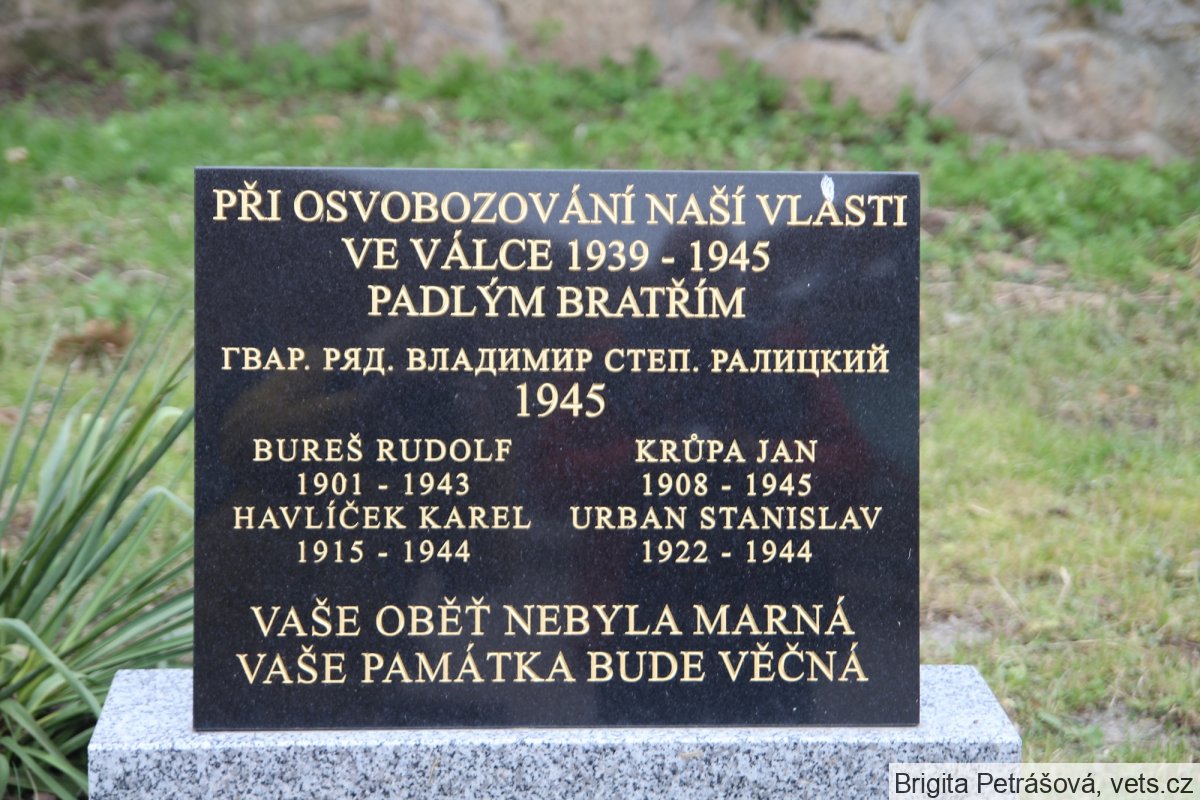 PŘI OSVOBOZOVÁNÍ NAŠÍ VLASTI
VE VÁLCE 1939 - 1945
PADLÝM BRATŘÍM
ГВАР. РЯД. ВЛАДИМИР СТЕП. РАЛИЦКИЙ
1945
BUREŠ RUDOLF
1901 - 1943
HAVLÍČEK KAREL
1915 - 1944
KRŮPA JAN
1908 - 1945
URBAN STANISLAV
1922 - 1944
VAŠE OBĚŤ NEBYLA MARNÁ
VAŠE PAMÁTKA BUDE VĚČNÁ
Brigita Petrášová, vets.cz